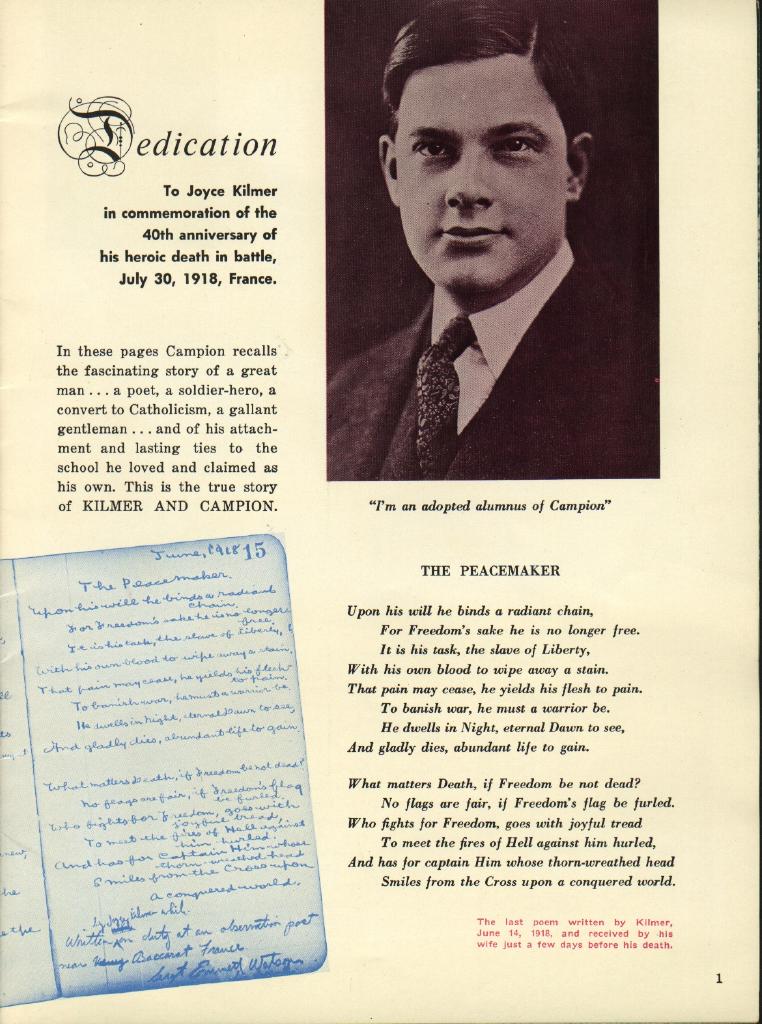 Dedication
To Joyce Kilmer
in commemoration of the
40th anniversary of
his heroic death in battle,
July 30, 1918, France.
In these pages Campion recalls
the fascinating story of a great
man . . . a poet, a soldier-hero, a
convert to Catholicism, a gallant
gentleman . . . and of his attach-
ment and lasting ties to the
school he loved and claimed as
his own. This is the true story
of KILMER AND CAMPION.
"I'm an adopted alumnus of Campion"
June, 1918 15
The Peacemaker.
Upon his will he binds a radiant
chain,
For Freedom's sake he is no longer
free.
It is his task, the slave of Liberty,
With his own blood to wipe away a stain.
That pain may cease, he yields his flesh
to pain.
To banish war, he must a warrior be.
He dwells in Night, eternal Dawn to see,
And gladly dies, abundant life to gain.
What matters Death, if Freedom be not dead?
No flags are fair, if Freedom's flag
be furled.
Who fights for Freedom, goes with
joyful tread,
To meet the fires of Hell against
him hurled.
And has for captain Him whose
thorn-wreathed head
Smiles from the Cross upon
a conquered world.
by Joyce Kilmer while
Written on duty at an observation post
near Baccarat France
Sergt Emmett Watson
THE PEACEMAKER
Upon his will he binds a radiant chain,
For Freedom's sake he is no longer free.
It is his task, the slave of Liberty,
With his own blood to wipe away a stain.
That pain may cease, he yields his flesh to pain.
To banish war, he must a warrior be.
He dwells in Night, eternal Dawn to see,
And gladly dies, abundant life to gain.
What matters Death, if Freedom be not dead?
No flags are fair, if Freedom's flag be furled.
Who fights for Freedom, goes with joyful tread
To meet the fires of Hell against him hurled,
And has for captain Him whose thorn-wreathed head
Smiles from the Cross upon a conquered world.
The last poem written by Kilmer,
June 14, 1918, and received by his
wife just a few days before his death.
1